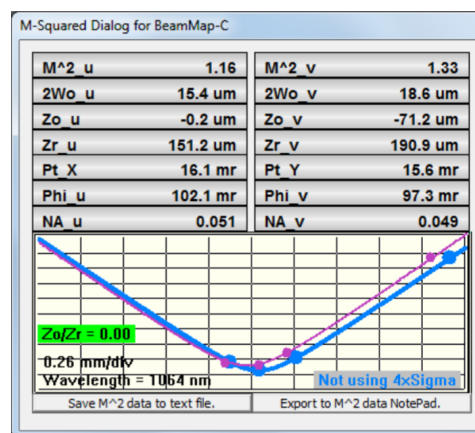 M-Squared Dialog for BeamMap-C
M^2_u 1.16 M^2_v 1.33
2Wo_u 15.4 um 2Wo_v 18.6 um
Zo_u -0.2 um Zo_v -71.2 um
Zr_u 151.2 um Zr_v 190.9 um
Pt_X 16.1 mr Pt_Y 15.6 mr
Phi_u 102.1 mr Phi_v 97.3 mr
NA_u 0.051 NA_v 0.049
Zo/Zr = 0.00
0.26 mm/div
Wavelength = 1064 nm Not using 4xSigma
Save M^2 data to text file. Export to M^2 data NotePad.